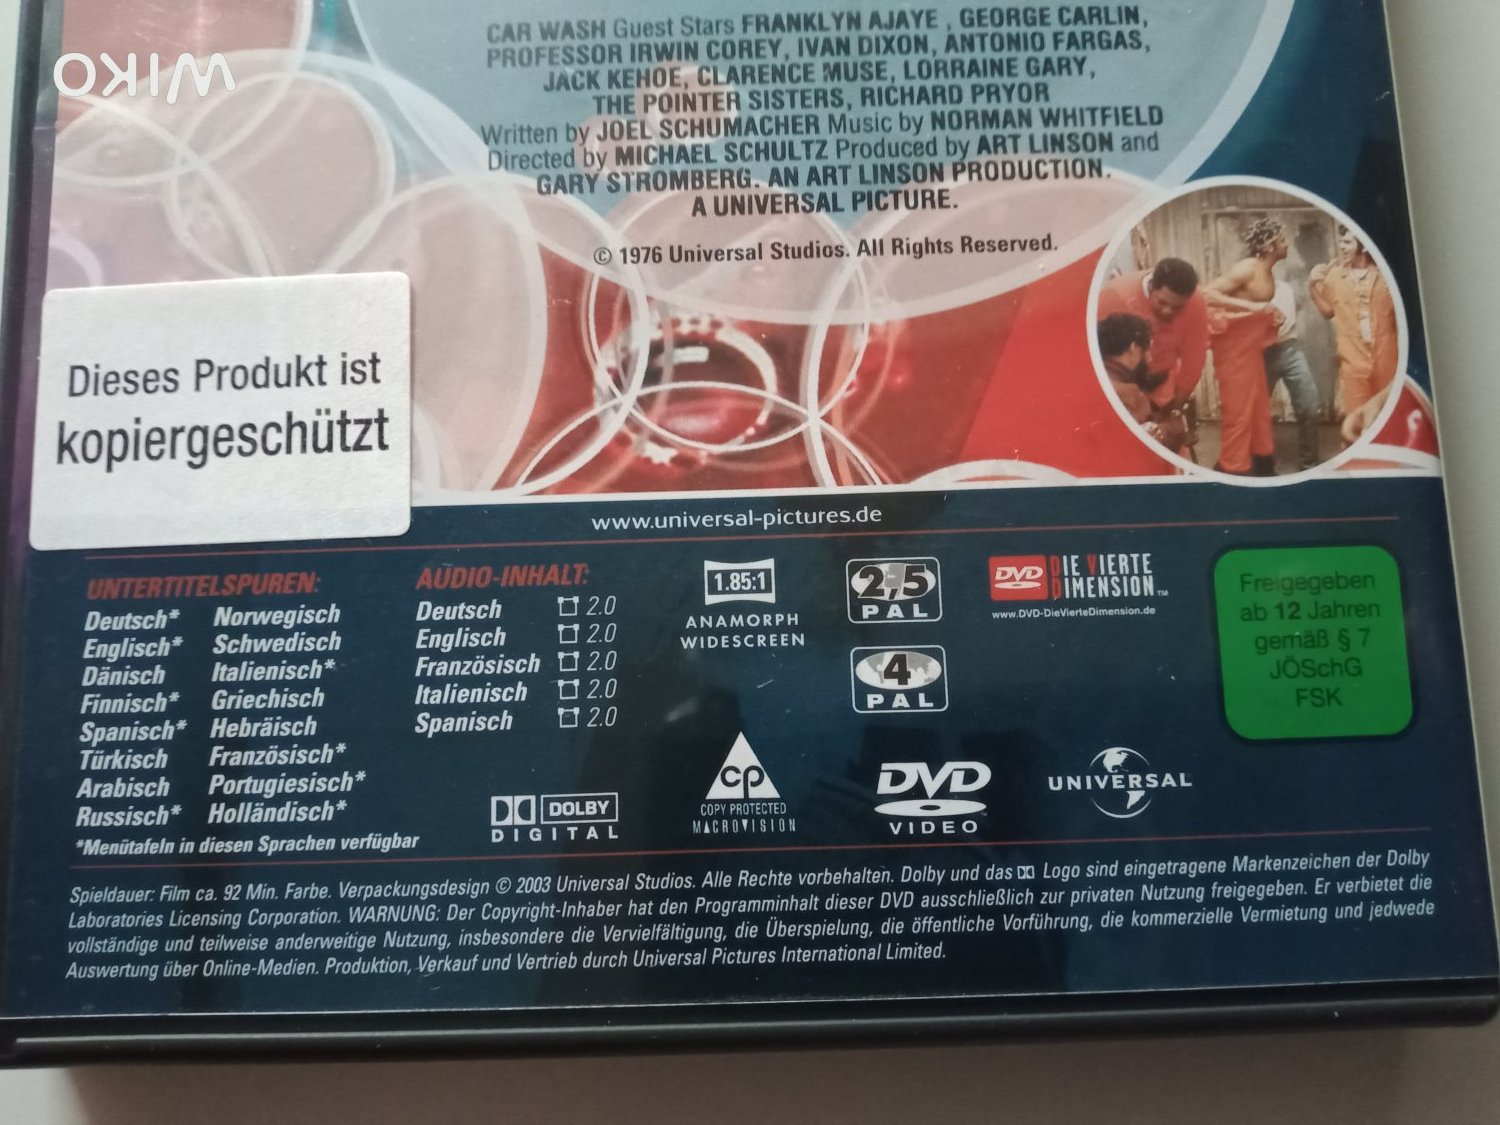 WIKO
CAR WASH Guest Stars FRANKLYN AJAYE , GEORGE CARLIN,
PROFESSOR IRWIN COREY, IVAN DIXON, ANTONIO FARGAS,
JACK KEHOE, CLARENCE MUSE, LORRAINE GARY,
THE POINTER SISTERS, RICHARD PRYOR
Written by JOEL SCHUMACHER Music by NORMAN WHITFIELD
Directed by MICHAEL SCHULTZ Produced by ART LINSON and
GARY STROMBERG. AN ART LINSON PRODUCTION.
A UNIVERSAL PICTURE.
© 1976 Universal Studios. All Rights Reserved.
Dieses Produkt ist
kopiergeschützt
www.universal-pictures.de
UNTERTITELSPUREN:
Deutsch*
Englisch*
Dänisch
Finnisch*
Spanisch*
Türkisch
Arabisch
Russisch*
Norwegisch
Schwedisch
Italienisch*
Griechisch
Hebräisch
Französisch*
Portugiesisch*
Holländisch*
*Menütafeln in diesen Sprachen verfügbar
AUDIO-INHALT:
Deutsch 2.0
Englisch 2.0
Französisch 2.0
Italienisch 2.0
Spanisch 2.0
DOLBY
DIGITAL
1.85:1
ANAMORPH
WIDESCREEN
2,5
PAL
4
PAL
DVD DIE VIERTE
DIMENSION™
www.DVD-DieVierteDimension.de
Freigegeben
ab 12 Jahren
gemäß § 7
JÖSchG
FSK
cp
COPY PROTECTED
MACROVISION
DVD
VIDEO
UNIVERSAL
Spieldauer: Film ca. 92 Min. Farbe. Verpackungsdesign © 2003 Universal Studios. Alle Rechte vorbehalten. Dolby und das Logo sind eingetragene Markenzeichen der Dolby
Laboratories Licensing Corporation. WARNUNG: Der Copyright-Inhaber hat den Programminhalt dieser DVD ausschließlich zur privaten Nutzung freigegeben. Er verbietet die
vollständige und teilweise anderweitige Nutzung, insbesondere die Vervielfältigung, die Überspielung, die öffentliche Vorführung, die kommerzielle Vermietung und jedwede
Auswertung über Online-Medien. Produktion, Verkauf und Vertrieb durch Universal Pictures International Limited.